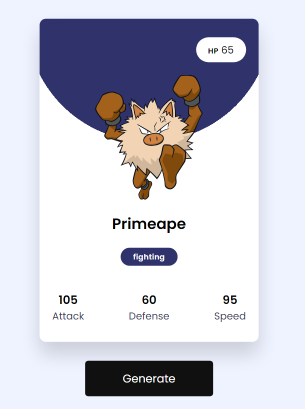 HP 65
Primeape
fighting
105 60 95
Attack Defense Speed
Generate